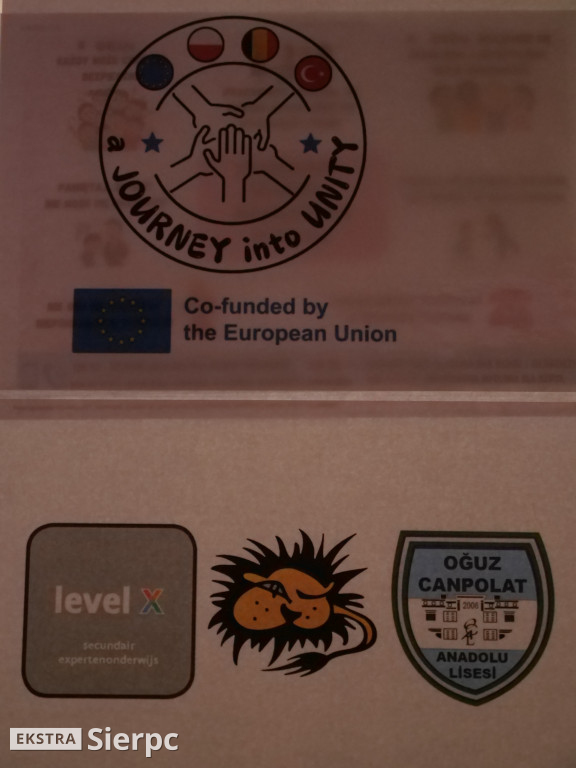 a JOURNEY into UNITY
Co-funded by
the European Union
level X
secundair
expertenonderwijs
OĞUZ
CANPOLAT
2006
ANADOLU
LİSESİ
EKSTRA Sierpc